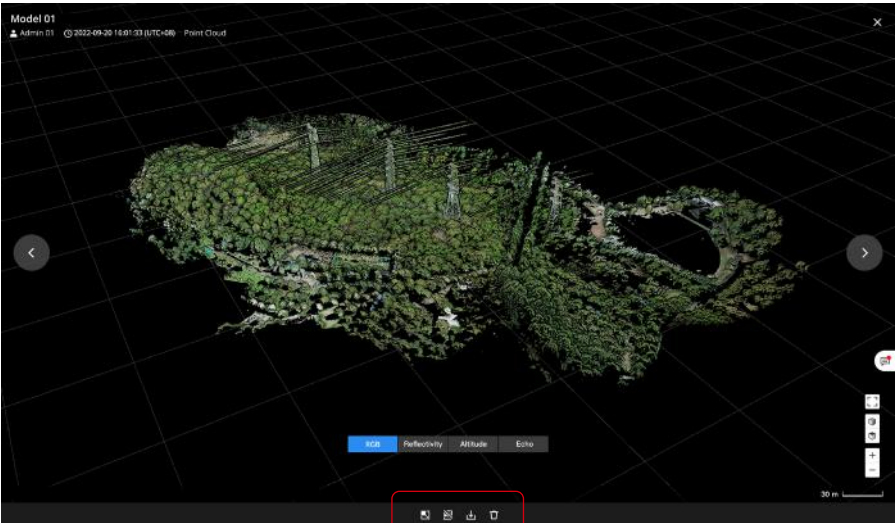 Model 01
Admin 01 2022-09-20 16:01:33 (UTC+08) Point Cloud
RGB Reflectivity Altitude Echo
30 m